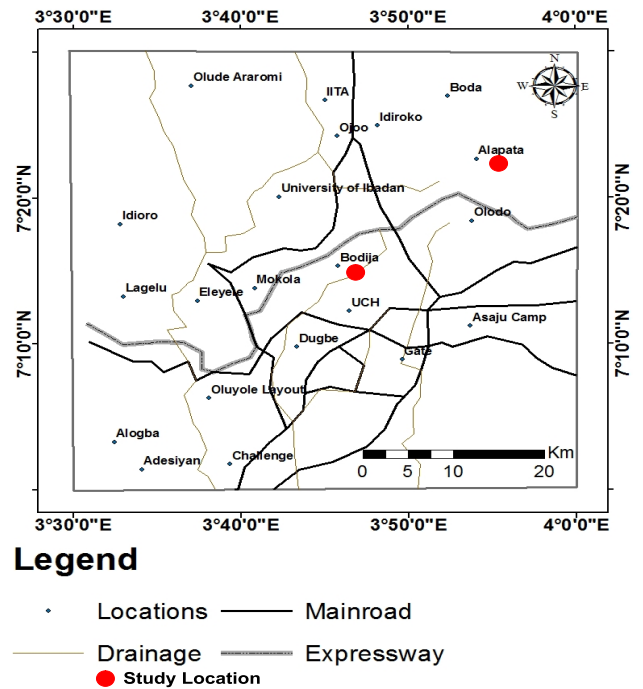 3°30'0"E 3°40'0"E 3°50'0"E 4°0'0"E
N
W E
S
Olude Araromi
IITA
Boda
Ojoo
Idiroko
Alapata
University of Ibadan
7°20'0"N 7°20'0"N
Idioro
Olodo
Bodija
Lagelu
Eleyele
Mokola
UCH
Asaju Camp
7°10'0"N 7°10'0"N
Dugbe
Gate
Oluyole Layout
Alogba
Adesiyan
Challenge
Km
0 5 10 20
3°30'0"E 3°40'0"E 3°50'0"E 4°0'0"E
Legend
Locations Mainroad
Drainage Expressway
Study Location